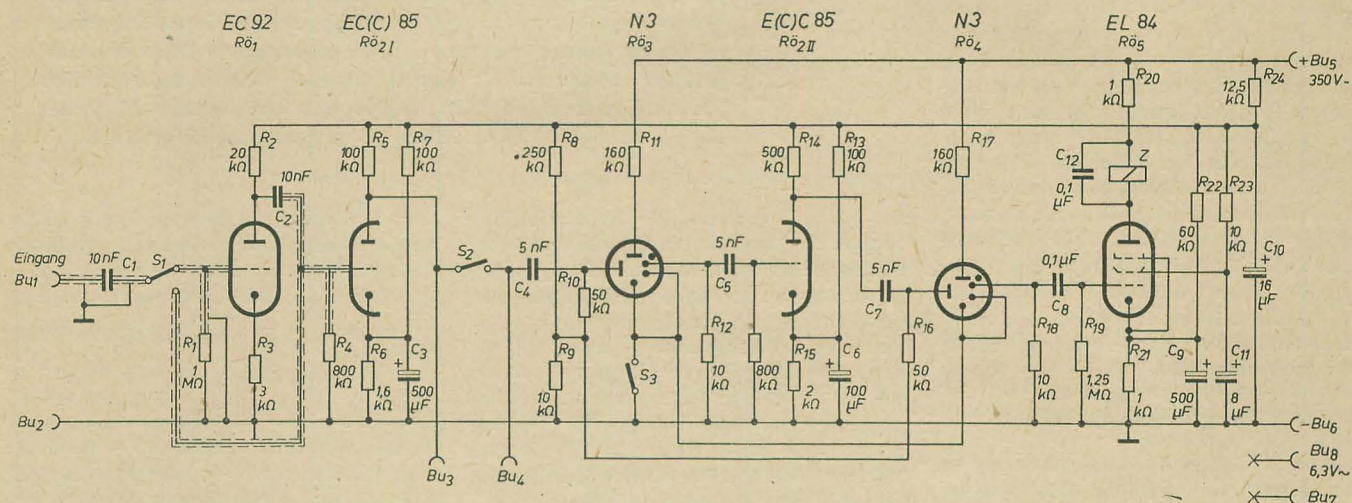 EC 92
Rö1
EC(C) 85
Rö2I
N3
Rö3
E(C)C 85
Rö2II
N3
Rö4
EL 84
Rö5
+Bu5
350V-
R20
1
kΩ
R24
12,5
kΩ
R2
20
kΩ
R5
100
kΩ
R7
100
kΩ
R8
250
kΩ
R11
160
kΩ
R14
500
kΩ
R13
100
kΩ
R17
160
kΩ
C12
0,1
µF
Z
R22
60
kΩ
R23
10
kΩ
10nF
C2
Eingang
Bu1
10nF
C1
S1
S2
5 nF
C4
R10
50
kΩ
5 nF
C5
5 nF
C7
0,1µF
C8
C10
+
16
µF
R1
1
MΩ
R3
3
kΩ
R4
800
kΩ
R6
1,6
kΩ
C3
+
500
µF
R9
10
kΩ
S3
R12
10
kΩ
800
kΩ
R15
2
kΩ
C6
+
100
µF
R16
50
kΩ
R18
10
kΩ
R19
1,25
MΩ
R21
1
kΩ
C9
+
500
µF
C11
+
8
µF
Bu2
Bu3
Bu4
-Bu6
Bu8
6,3V~
Bu7